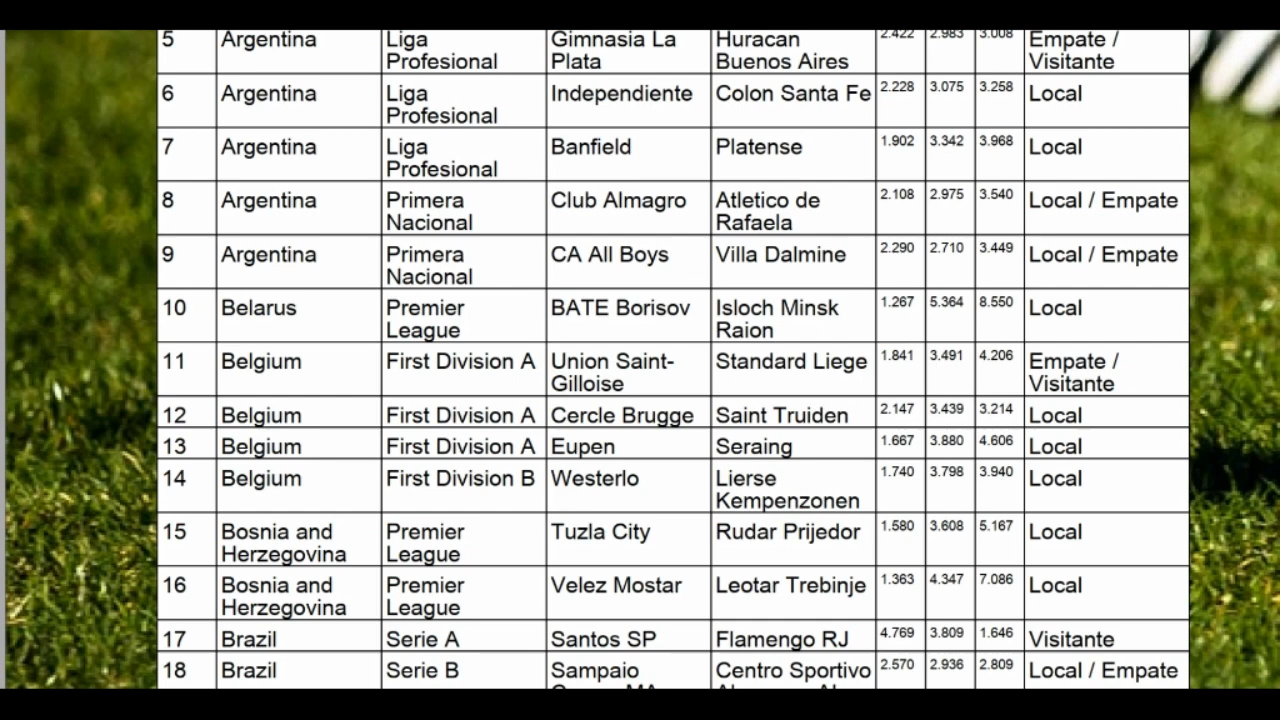 5 Argentina Liga Profesional Gimnasia La Plata Huracan Buenos Aires 2.422 2.983 3.008 Empate / Visitante
6 Argentina Liga Profesional Independiente Colon Santa Fe 2.228 3.075 3.258 Local
7 Argentina Liga Profesional Banfield Platense 1.902 3.342 3.968 Local
8 Argentina Primera Nacional Club Almagro Atletico de Rafaela 2.108 2.975 3.540 Local / Empate
9 Argentina Primera Nacional CA All Boys Villa Dalmine 2.290 2.710 3.449 Local / Empate
10 Belarus Premier League BATE Borisov Isloch Minsk Raion 1.267 5.364 8.550 Local
11 Belgium First Division A Union Saint-Gilloise Standard Liege 1.841 3.491 4.206 Empate / Visitante
12 Belgium First Division A Cercle Brugge Saint Truiden 2.147 3.439 3.214 Local
13 Belgium First Division A Eupen Seraing 1.667 3.880 4.606 Local
14 Belgium First Division B Westerlo Lierse Kempenzonen 1.740 3.798 3.940 Local
15 Bosnia and Herzegovina Premier League Tuzla City Rudar Prijedor 1.580 3.608 5.167 Local
16 Bosnia and Herzegovina Premier League Velez Mostar Leotar Trebinje 1.363 4.347 7.086 Local
17 Brazil Serie A Santos SP Flamengo RJ 4.769 3.809 1.646 Visitante
18 Brazil Serie B Sampaio Centro Sportivo 2.570 2.936 2.809 Local / Empate